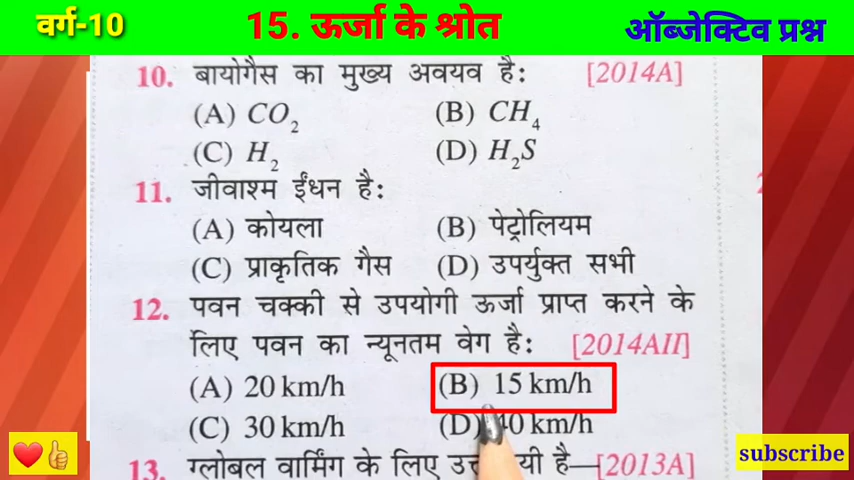 वर्ग-10 15. ऊर्जा के श्रोत ऑब्जेक्टिव प्रश्न
10. बायोगैस का मुख्य अवयव है: [2014A]
(A) CO₂ (B) CH₄
(C) H₂ (D) H₂S
11. जीवाश्म ईंधन है:
(A) कोयला (B) पेट्रोलियम
(C) प्राकृतिक गैस (D) उपर्युक्त सभी
12. पवन चक्की से उपयोगी ऊर्जा प्राप्त करने के
लिए पवन का न्यूनतम वेग है: [2014AII]
(A) 20 km/h (B) 15 km/h
(C) 30 km/h (D) 40 km/h
13. ग्लोबल वार्मिंग के लिए है—[2013A]
subscribe